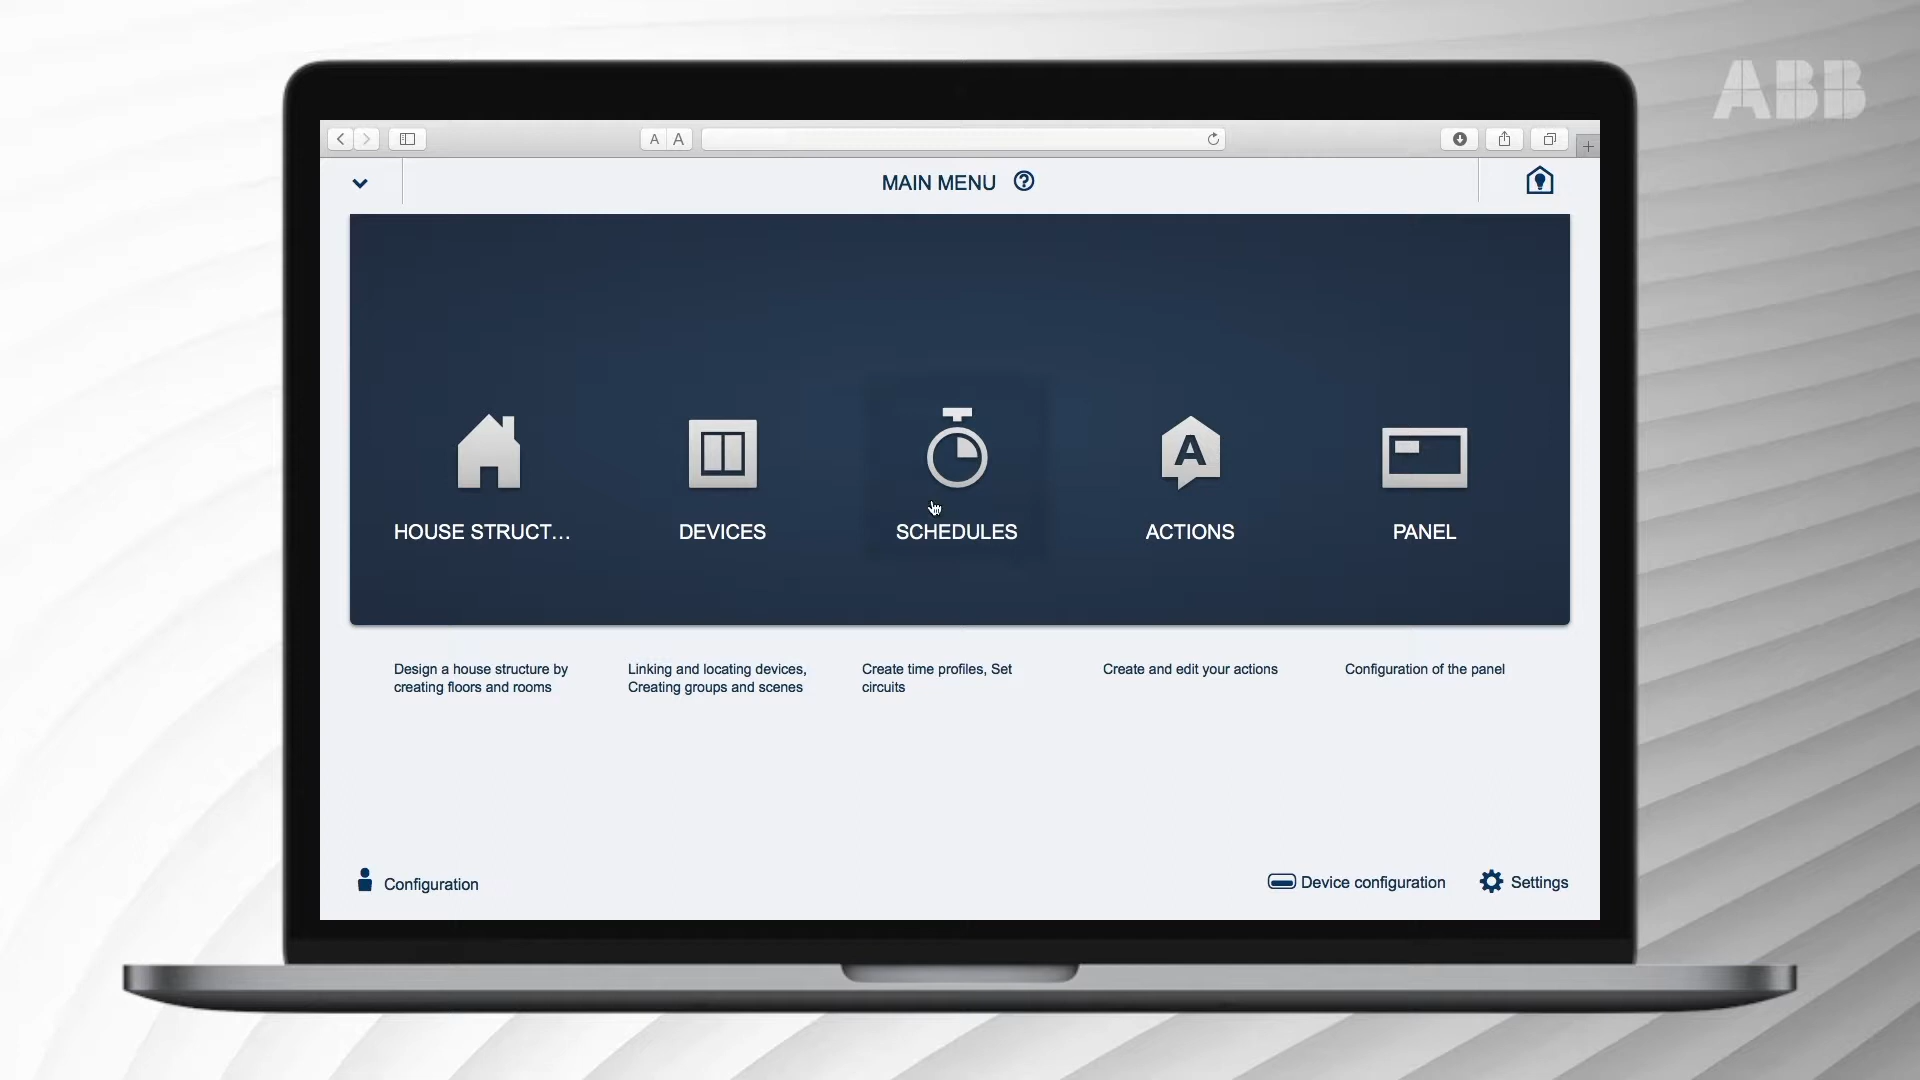 ABB
A A
MAIN MENU ?
A
HOUSE STRUCT...
DEVICES
SCHEDULES
ACTIONS
PANEL
Design a house structure by
creating floors and rooms
Linking and locating devices,
Creating groups and scenes
Create time profiles, Set
circuits
Create and edit your actions
Configuration of the panel
Configuration
Device configuration
Settings